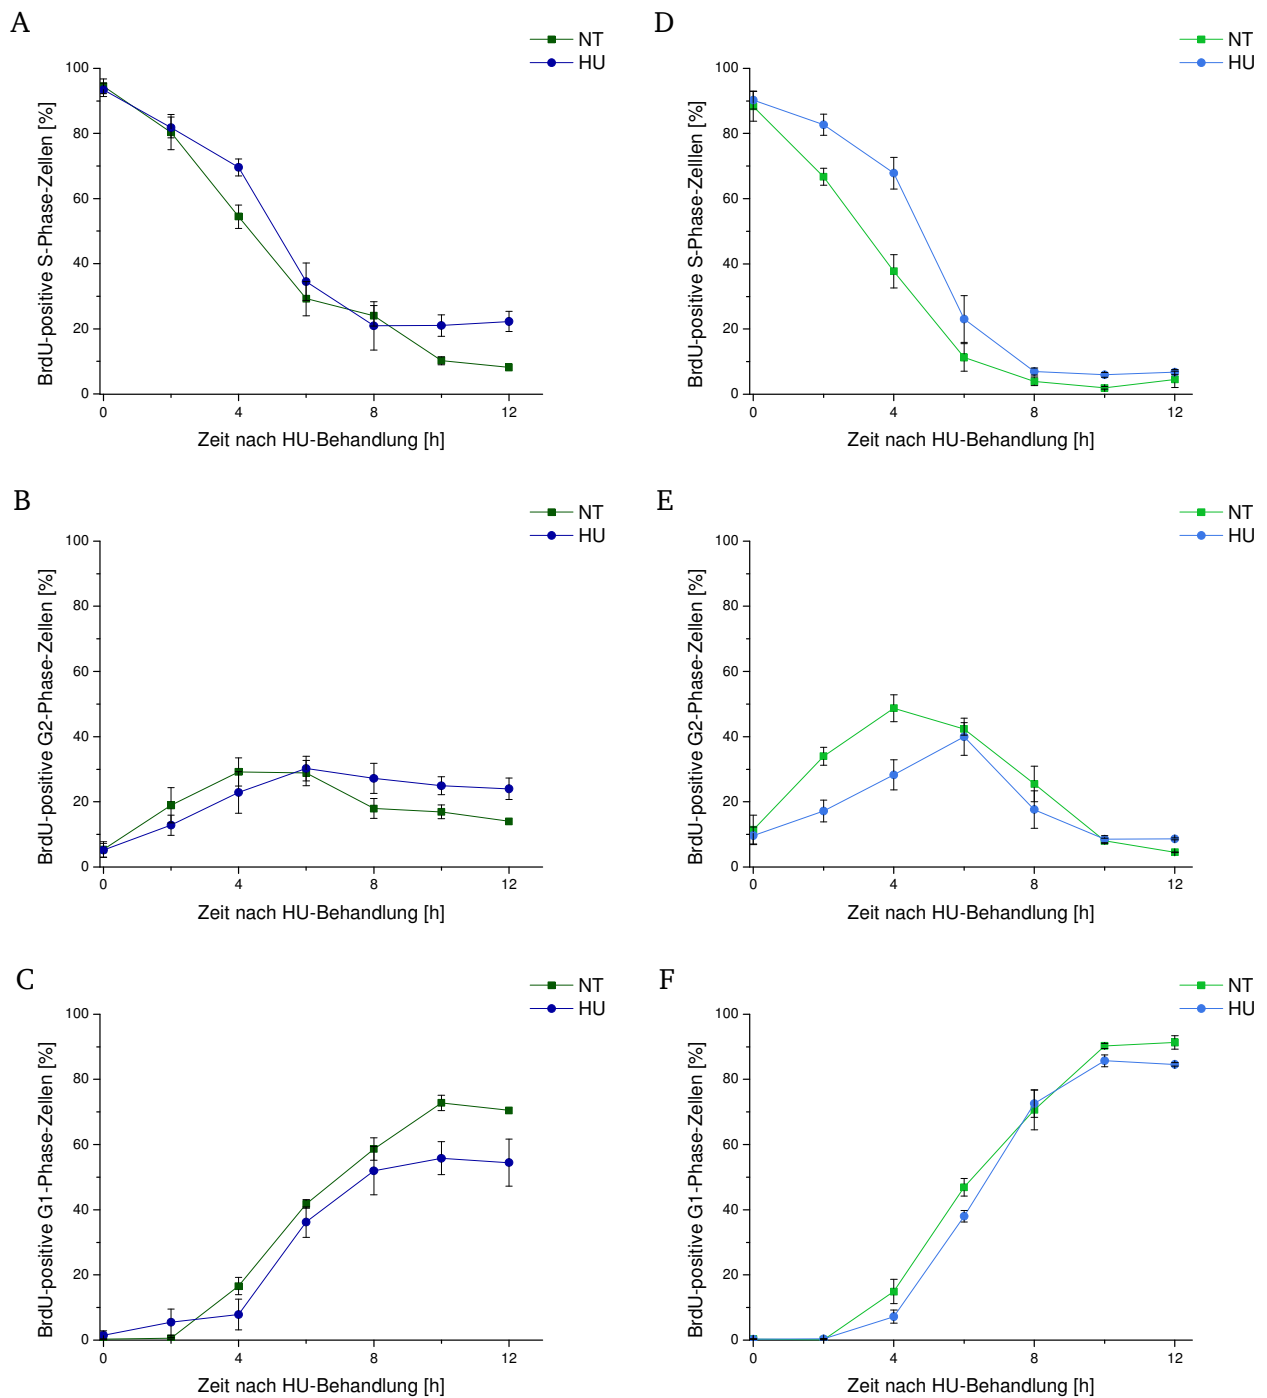 A
NT
HU
BrdU-positive S-Phase-Zellen [%]
100
80
60
40
20
0
0
4
8
12
Zeit nach HU-Behandlung [h]
D
NT
HU
BrdU-positive S-Phase-Zelllen [%]
100
80
60
40
20
0
0
4
8
12
Zeit nach HU-Behandlung [h]
B
NT
HU
BrdU-positive G2-Phase-Zellen [%]
100
80
60
40
20
0
0
4
8
12
Zeit nach HU-Behandlung [h]
E
NT
HU
BrdU-positive G2-Phase-Zellen [%]
100
80
60
40
20
0
0
4
8
12
Zeit nach HU-Behandlung [h]
C
NT
HU
BrdU-positive G1-Phase-Zellen [%]
100
80
60
40
20
0
0
4
8
12
Zeit nach HU-Behandlung [h]
F
NT
HU
BrdU-positive G1-Phase-Zellen [%]
100
80
60
40
20
0
0
4
8
12
Zeit nach HU-Behandlung [h]